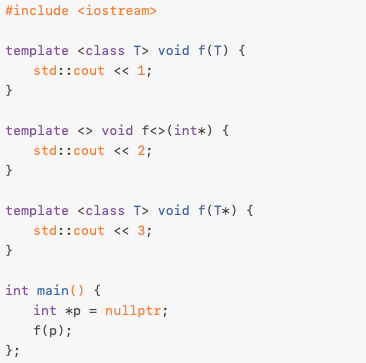 #include <iostream>
template <class T> void f(T) {
    std::cout << 1;
}
template <> void f<>(int*) {
    std::cout << 2;
}
template <class T> void f(T*) {
    std::cout << 3;
}
int main() {
    int *p = nullptr;
    f(p);
};